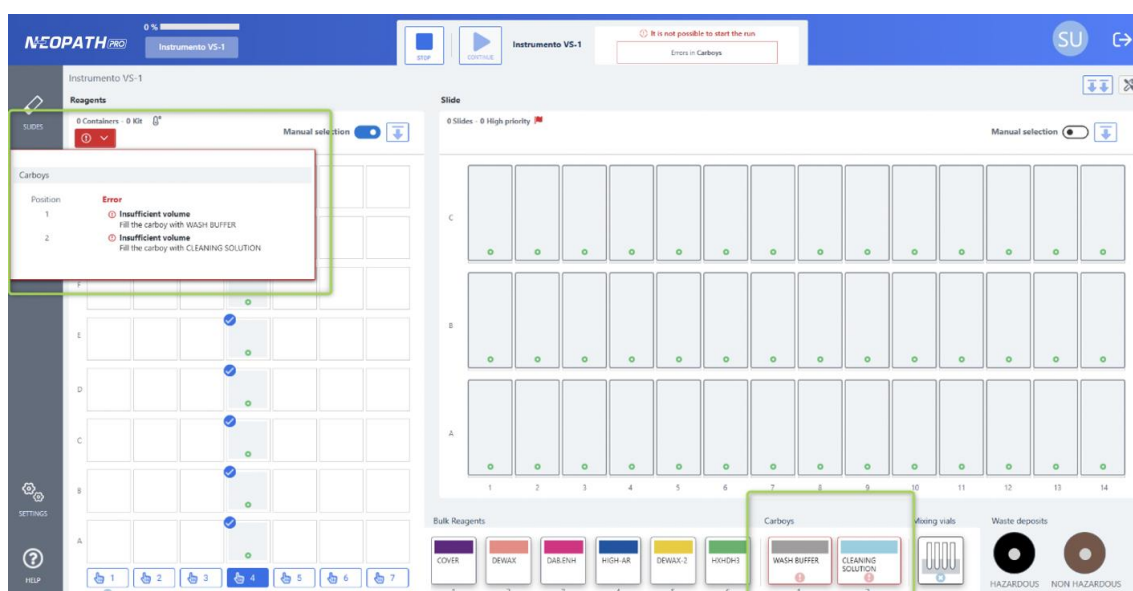 NEOPATH PRO
0 %
Instrumento VS-1
STOP
CONTINUE
Instrumento VS-1
It is not possible to start the run
Errors in Carboys
SU
Instrumento VS-1
Reagents
0 Containers - 0 Kit
Manual selection
Slide
0 Slides - 0 High priority
Manual selection
SLIDES
Carboys
Position Error
1 Insufficient volume
Fill the carboy with WASH BUFFER
2 Insufficient volume
Fill the carboy with CLEANING SOLUTION
F
E
D
C
B
A
1 2 3 4 5 6 7
C
B
A
1 2 3 4 5 6 7 8 9 10 11 12 13 14
SETTINGS
HELP
Bulk Reagents
COVER DEWAX DAB.ENH HIGH-AR DEWAX-2 HXHDH3
Carboys
WASH BUFFER CLEANING SOLUTION
Mixing vials
Waste deposits
HAZARDOUS NON HAZARDOUS